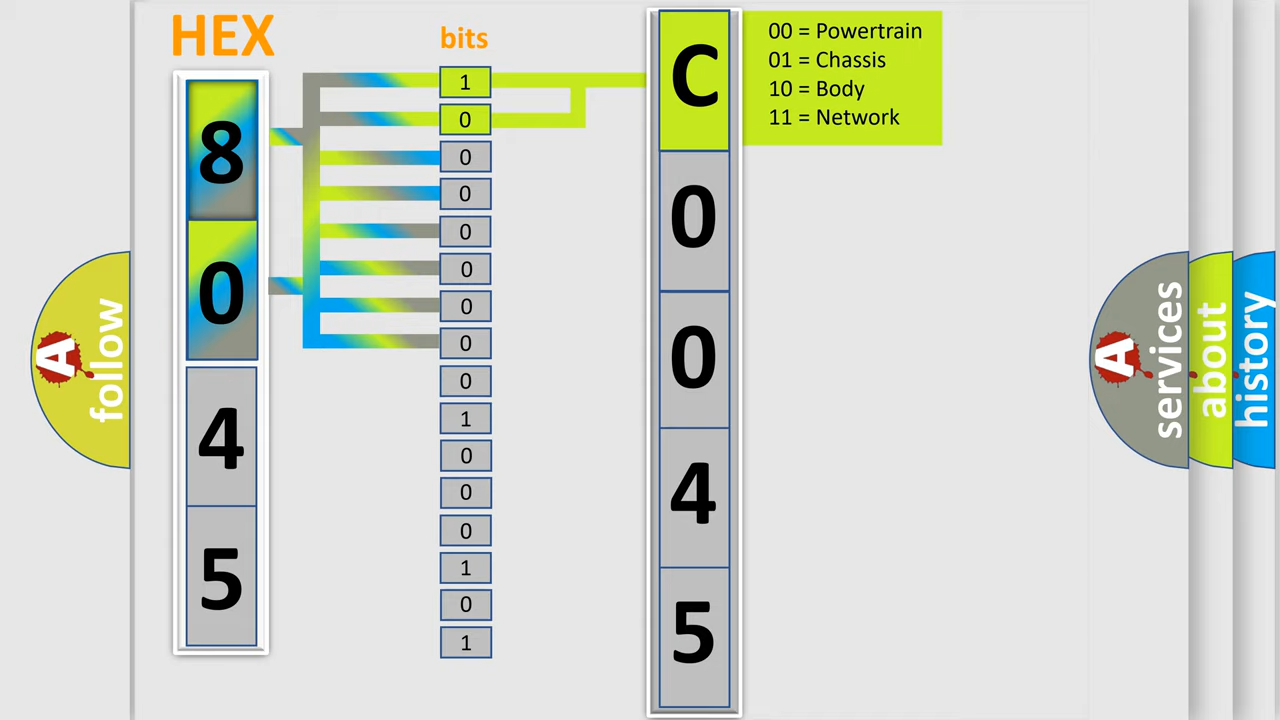 HEX
8
0
4
5
bits
1
0
0
0
0
0
0
0
0
1
0
0
0
1
0
1
C
0
0
4
5
00 = Powertrain
01 = Chassis
10 = Body
11 = Network
A
follow
A
services
about
history